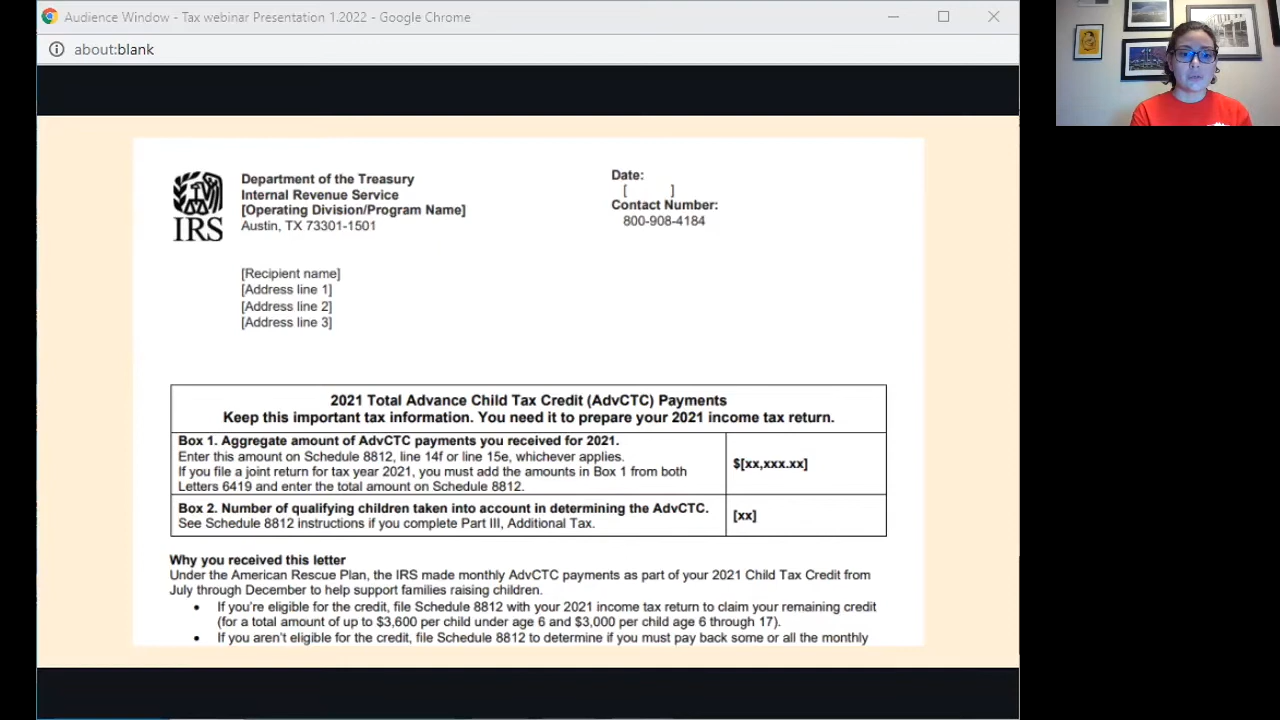 Audience Window - Tax webinar Presentation 1.2022 - Google Chrome
about:blank
IRS
Department of the Treasury
Internal Revenue Service
[Operating Division/Program Name]
Austin, TX 73301-1501
Date:
[ ]
Contact Number:
800-908-4184
[Recipient name]
[Address line 1]
[Address line 2]
[Address line 3]
2021 Total Advance Child Tax Credit (AdvCTC) Payments
Keep this important tax information. You need it to prepare your 2021 income tax return.
Box 1. Aggregate amount of AdvCTC payments you received for 2021.
Enter this amount on Schedule 8812, line 14f or line 15e, whichever applies.
If you file a joint return for tax year 2021, you must add the amounts in Box 1 from both
Letters 6419 and enter the total amount on Schedule 8812.
$[xx,xxx.xx]
Box 2. Number of qualifying children taken into account in determining the AdvCTC.
See Schedule 8812 instructions if you complete Part III, Additional Tax.
[xx]
Why you received this letter
Under the American Rescue Plan, the IRS made monthly AdvCTC payments as part of your 2021 Child Tax Credit from
July through December to help support families raising children.
• If you're eligible for the credit, file Schedule 8812 with your 2021 income tax return to claim your remaining credit
(for a total amount of up to $3,600 per child under age 6 and $3,000 per child age 6 through 17).
• If you aren't eligible for the credit, file Schedule 8812 to determine if you must pay back some or all the monthly